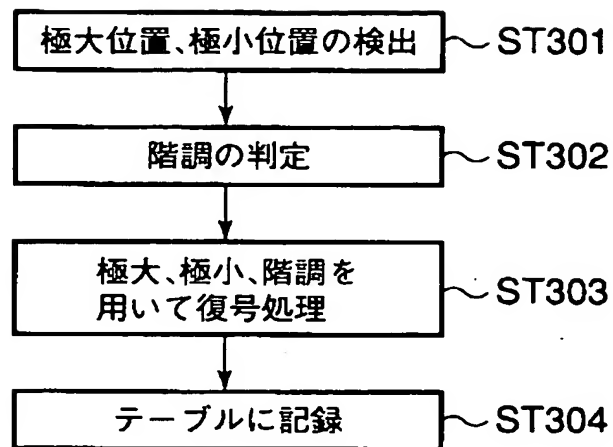 極大位置、極小位置の検出 ST301
階調の判定 ST302
極大、極小、階調を
用いて復号処理 ST303
テーブルに記録 ST304